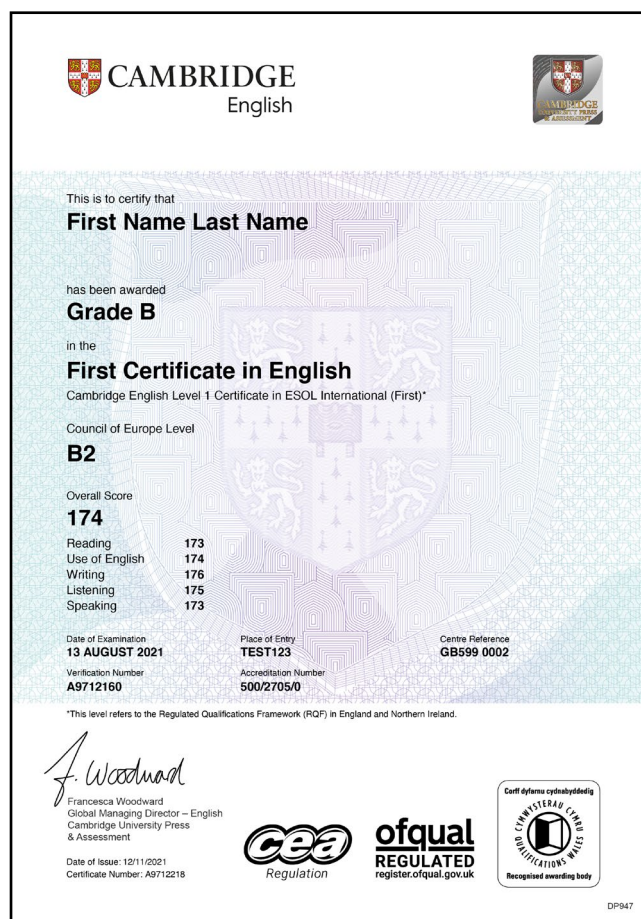 CAMBRIDGE
English
CAMBRIDGE
UNIVERSITY PRESS
& ASSESSMENT
This is to certify that
First Name Last Name
has been awarded
Grade B
in the
First Certificate in English
Cambridge English Level 1 Certificate in ESOL International (First)*
Council of Europe Level
B2
Overall Score
174
Reading 173
Use of English 174
Writing 176
Listening 175
Speaking 173
Date of Examination Place of Entry Centre Reference
13 AUGUST 2021 TEST123 GB599 0002
Verification Number Accreditation Number
A9712160 500/2705/0
*This level refers to the Regulated Qualifications Framework (RQF) in England and Northern Ireland.
F. Woodward
Francesca Woodward
Global Managing Director – English
Cambridge University Press
& Assessment
Date of Issue: 12/11/2021
Certificate Number: A9712218
cea
Regulation
ofqual
REGULATED
register.ofqual.gov.uk
Corff dyfarnu cydnabyddedig
CYMWYSTERAU CYMRU
QUALIFICATIONS WALES
Recognised awarding body
DP947